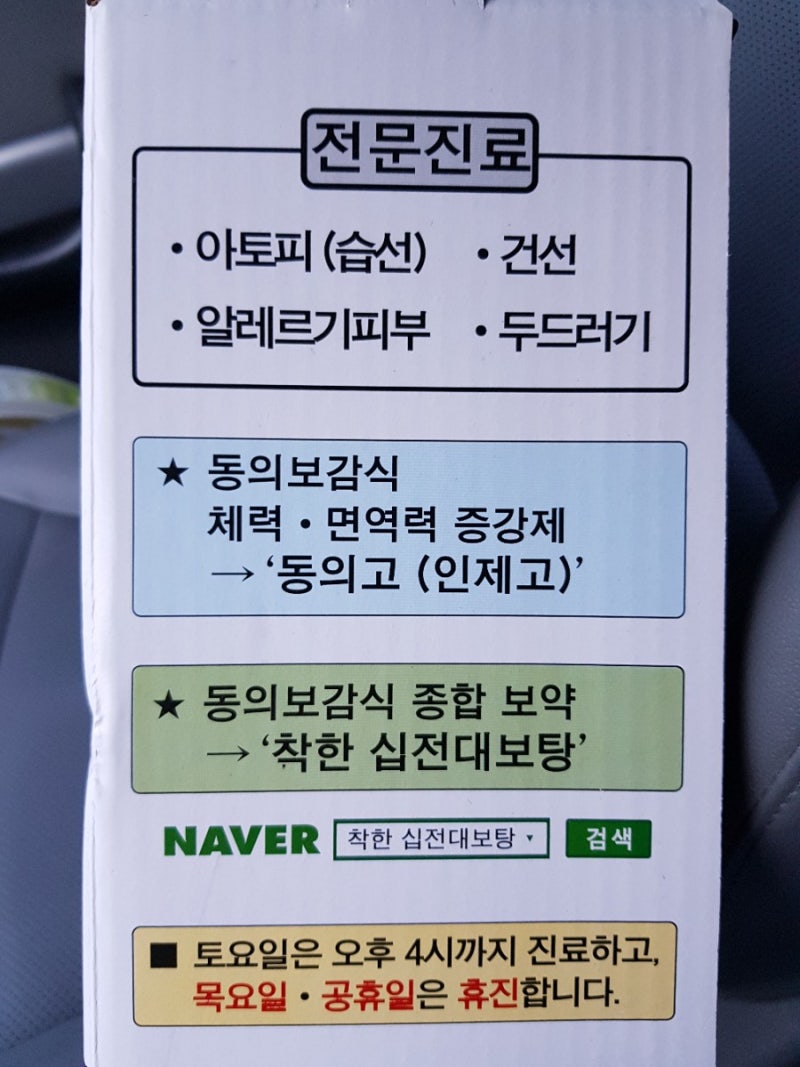 전문진료
• 아토피 (습선) • 건선
• 알레르기피부 • 두드러기
★ 동의보감식
체력 • 면역력 증강제
→ ‘동의고 (인제고)’
★ 동의보감식 종합 보약
→ ‘착한 십전대보탕’
NAVER 착한 십전대보탕 ▾ 검색
■ 토요일은 오후 4시까지 진료하고,
목요일 • 공휴일은 휴진합니다.